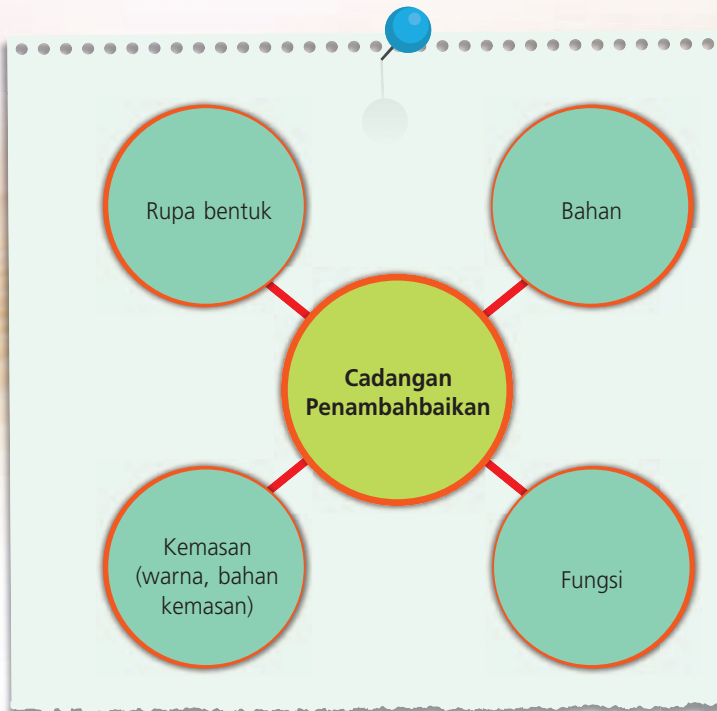 Rupa bentuk
Bahan
Cadangan
Penambahbaikan
Kemasan
(warna, bahan
kemasan)
Fungsi